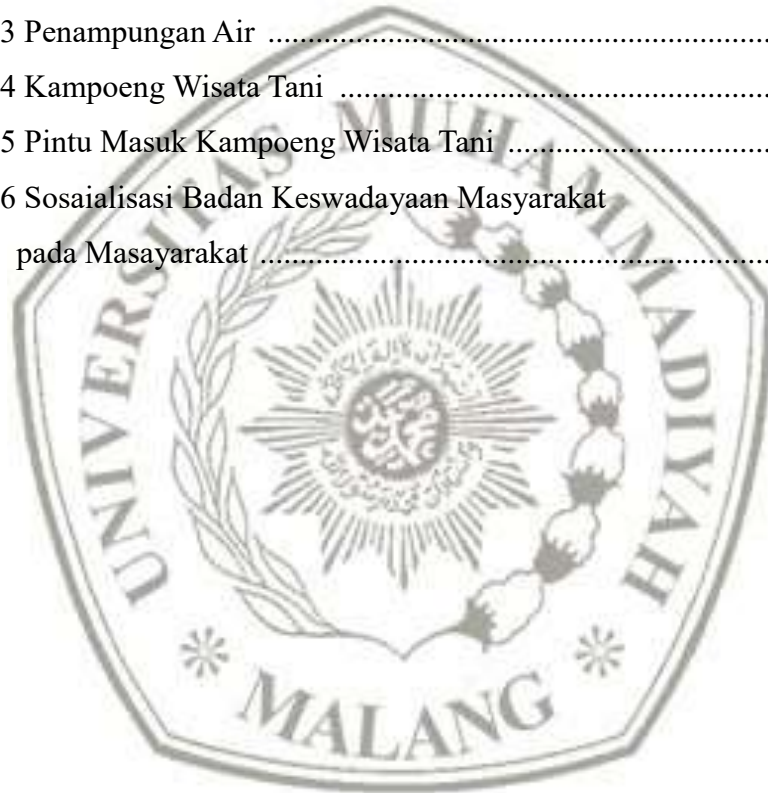 3 Penampungan Air ...............................................................
4 Kampoeng Wisata Tani ......................................................
5 Pintu Masuk Kampoeng Wisata Tani .................................
6 Sosaialisasi Badan Keswadayaan Masyarakat
pada Masayarakat ................................................................
UNIVERSITAS MUHAMMADIYAH
MALANG